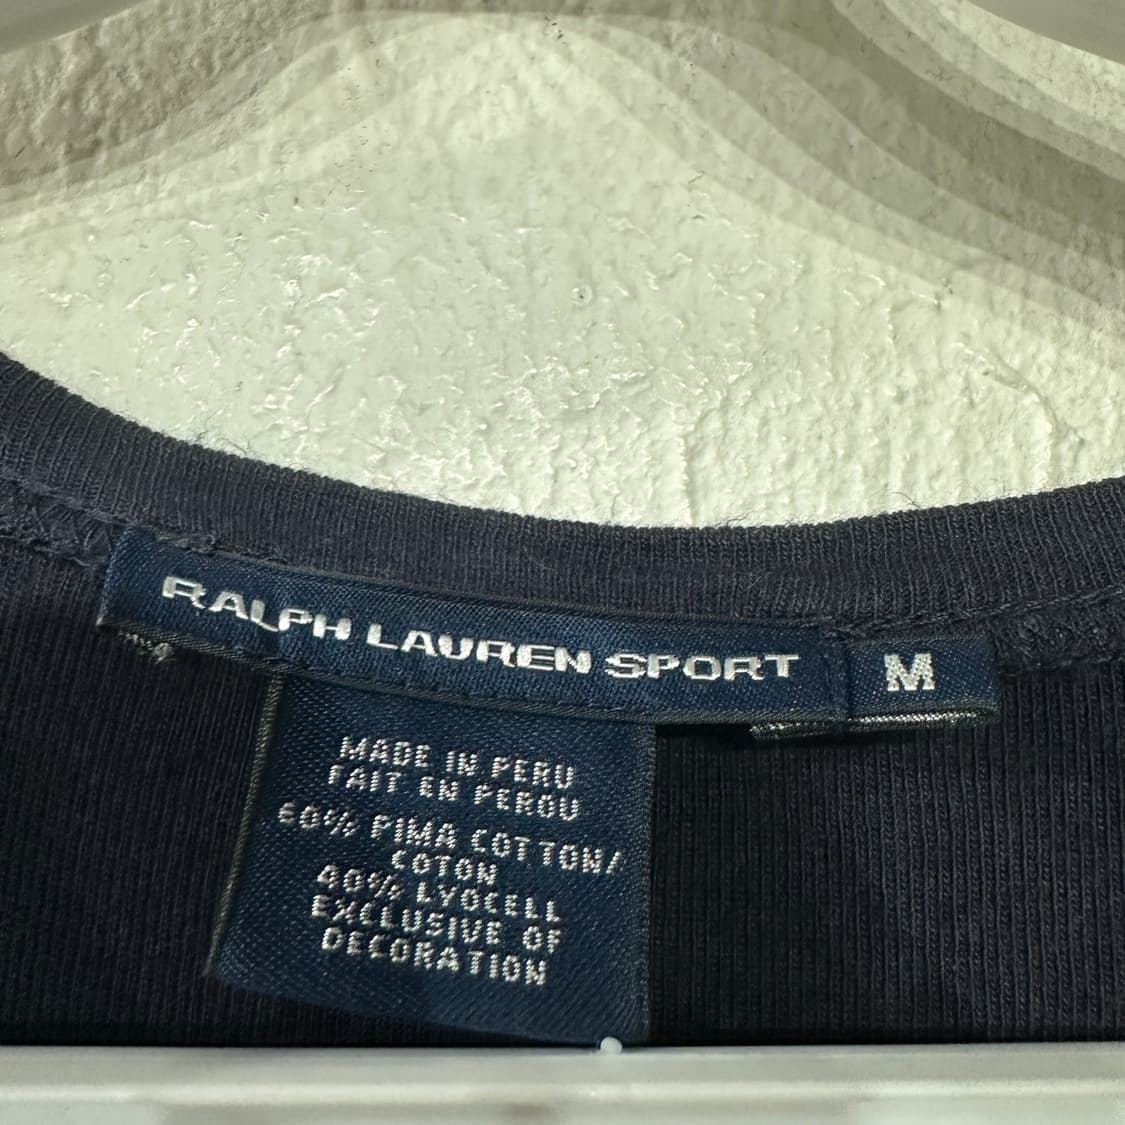 RALPH LAUREN SPORT M
MADE IN PERU
FAIT EN PEROU
60% PIMA COTTON/
COTON
40% LYOCELL
EXCLUSIVE OF
DECORATION